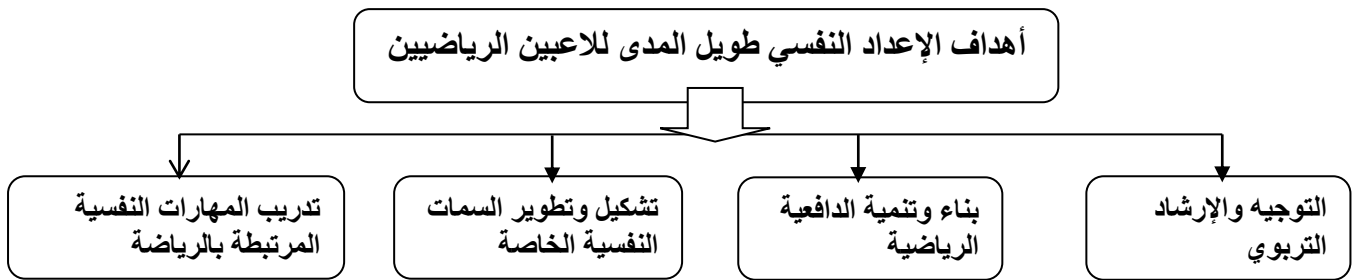 أهداف الإعداد النفسي طويل المدى للاعبين الرياضيين
التوجيه والإرشاد
التربوي
بناء وتنمية الدافعية
الرياضية
تشكيل وتطوير السمات
النفسية الخاصة
تدريب المهارات النفسية
المرتبطة بالرياضة